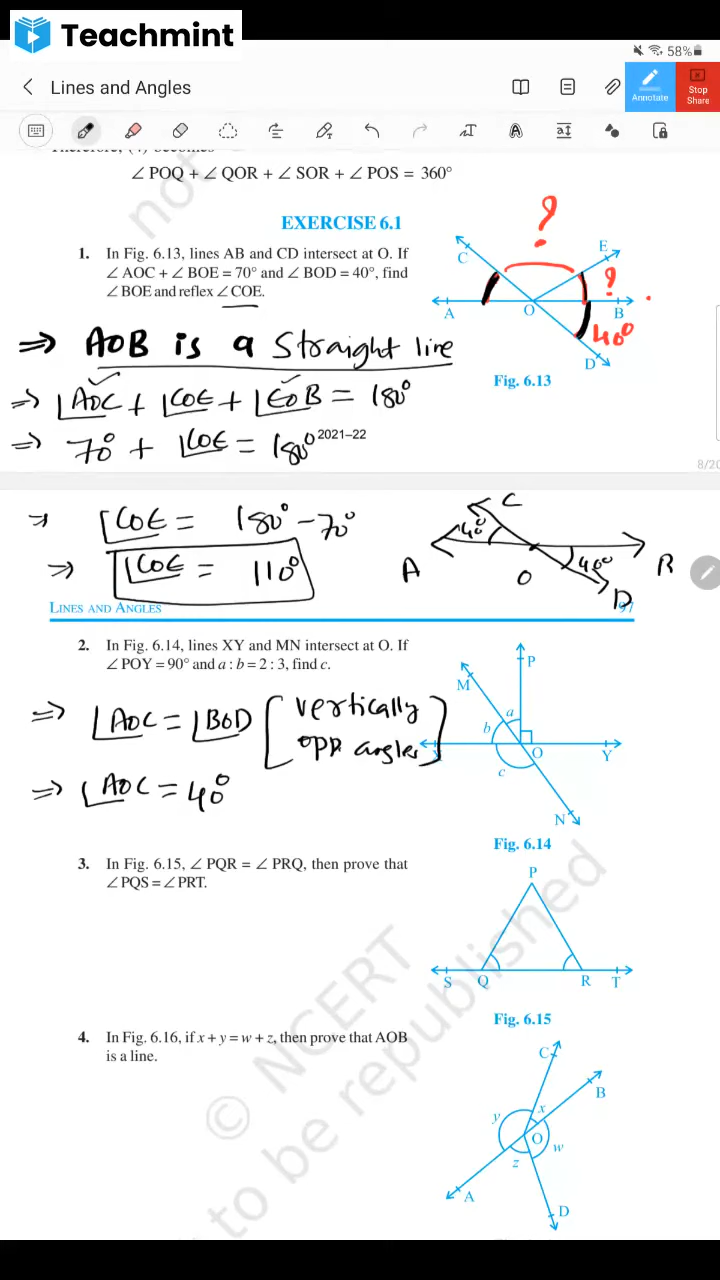 Teachmint
58%
Lines and Angles
Annotate
Stop Share
∠ POQ + ∠ QOR + ∠ SOR + ∠ POS = 360°
EXERCISE 6.1
1. In Fig. 6.13, lines AB and CD intersect at O. If
∠ AOC + ∠ BOE = 70° and ∠ BOD = 40°, find
∠ BOE and reflex ∠ COE.
?
C
E
?
A
O
B
40°
D
Fig. 6.13
⇒ AOB is a straight line
⇒ ∠AOC + ∠COE + ∠EOB = 180°
⇒ 70° + ∠COE = 180°
2021–22
8/20
⇒ ∠COE = 180° - 70°
⇒ ∠COE = 110°
C
40°
A
O
40°
B
D
LINES AND ANGLES
97
2. In Fig. 6.14, lines XY and MN intersect at O. If
∠ POY = 90° and a : b = 2 : 3, find c.
P
M
a
b
X
O
Y
c
N
Fig. 6.14
⇒ ∠AOC = ∠BOD [vertically
opp angles]
⇒ ∠AOC = 40°
3. In Fig. 6.15, ∠ PQR = ∠ PRQ, then prove that
∠ PQS = ∠ PRT.
P
S
Q
R
T
Fig. 6.15
4. In Fig. 6.16, if x + y = w + z, then prove that AOB
is a line.
C
B
y
x
O
w
z
A
D
not
© NCERT
to be republished